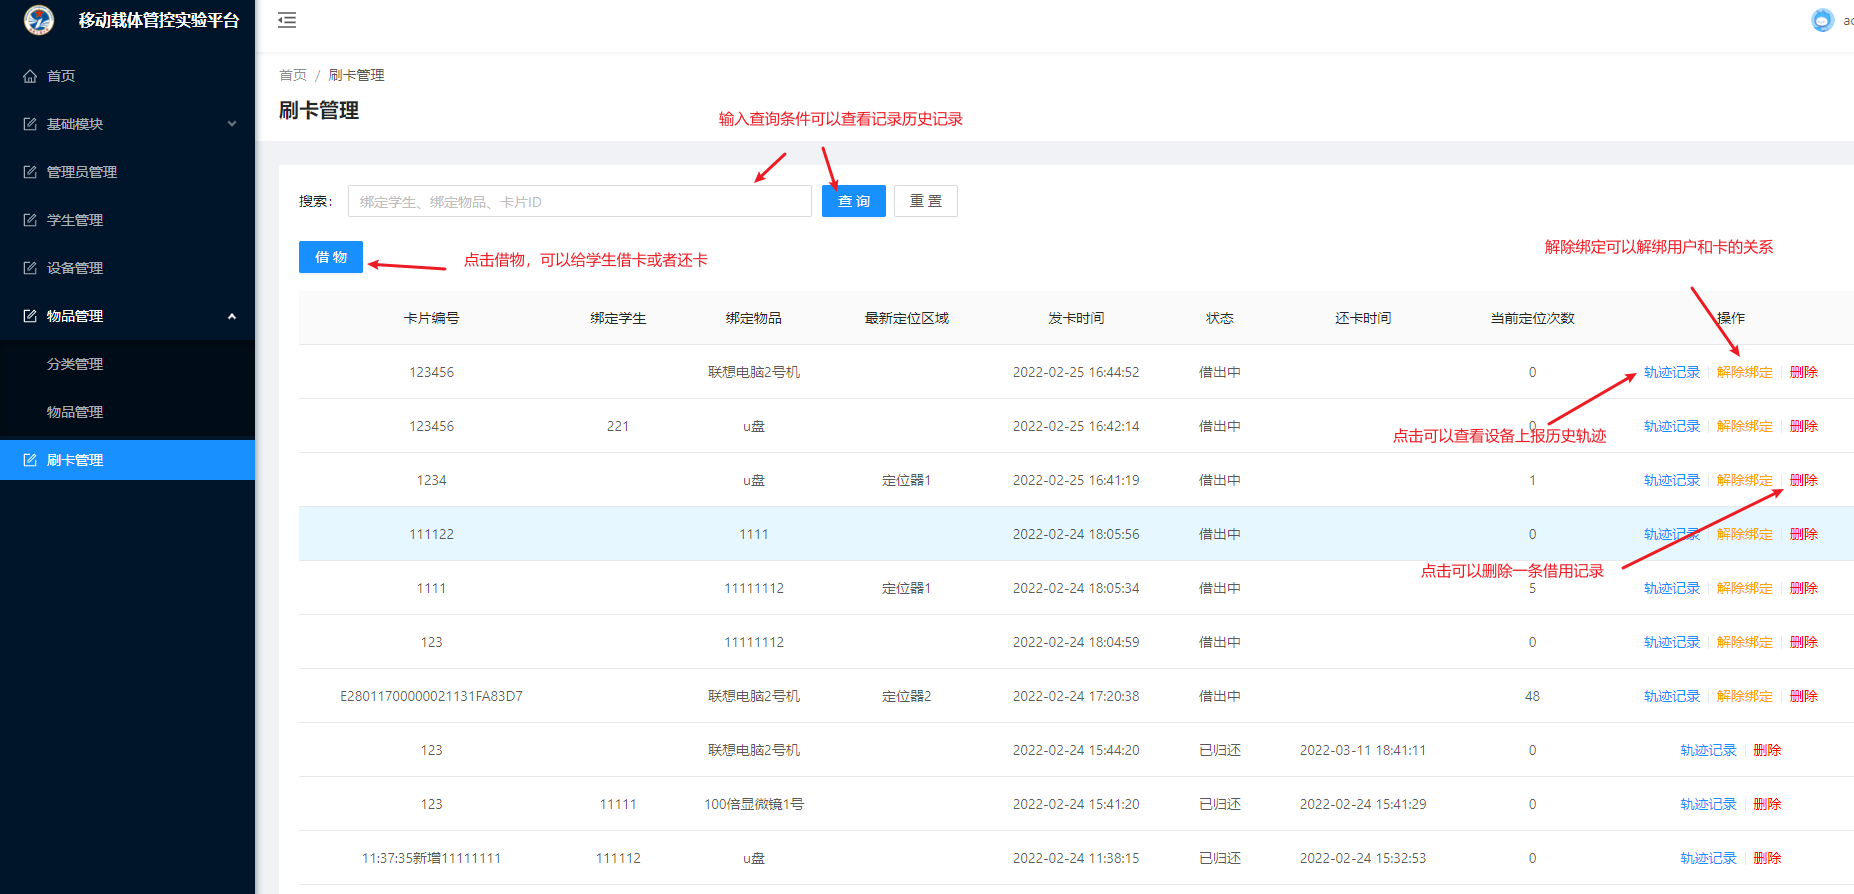 移动载体管控实验平台
首页
基础模块
管理员管理
学生管理
设备管理
物品管理
分类管理
物品管理
刷卡管理
首页 / 刷卡管理
刷卡管理
输入查询条件可以查看记录历史记录
搜索: 绑定学生、绑定物品、卡片ID 查 询 重 置
借 物
点击借物，可以给学生借卡或者还卡
解除绑定可以解绑用户和卡的关系
卡片编号 绑定学生 绑定物品 最新定位区域 发卡时间 状态 还卡时间 当前定位次数 操作
123456 联想电脑2号机 2022-02-25 16:44:52 借出中 0 轨迹记录 解除绑定 删除
123456 221 u盘 2022-02-25 16:42:14 借出中 0 轨迹记录 解除绑定 删除
点击可以查看设备上报历史轨迹
1234 u盘 定位器1 2022-02-25 16:41:19 借出中 1 轨迹记录 解除绑定 删除
111122 1111 2022-02-24 18:05:56 借出中 0 轨迹记录 解除绑定 删除
点击可以删除一条借用记录
1111 11111112 定位器1 2022-02-24 18:05:34 借出中 5 轨迹记录 解除绑定 删除
123 11111112 2022-02-24 18:04:59 借出中 0 轨迹记录 解除绑定 删除
E28011700000021131FA83D7 联想电脑2号机 定位器2 2022-02-24 17:20:38 借出中 48 轨迹记录 解除绑定 删除
123 联想电脑2号机 2022-02-24 15:44:20 已归还 2022-03-11 18:41:11 0 轨迹记录 删除
123 11111 100倍显微镜1号 2022-02-24 15:41:20 已归还 2022-02-24 15:41:29 0 轨迹记录 删除
11:37:35新增11111111 111112 u盘 2022-02-24 11:38:15 已归还 2022-02-24 15:32:53 0 轨迹记录 删除